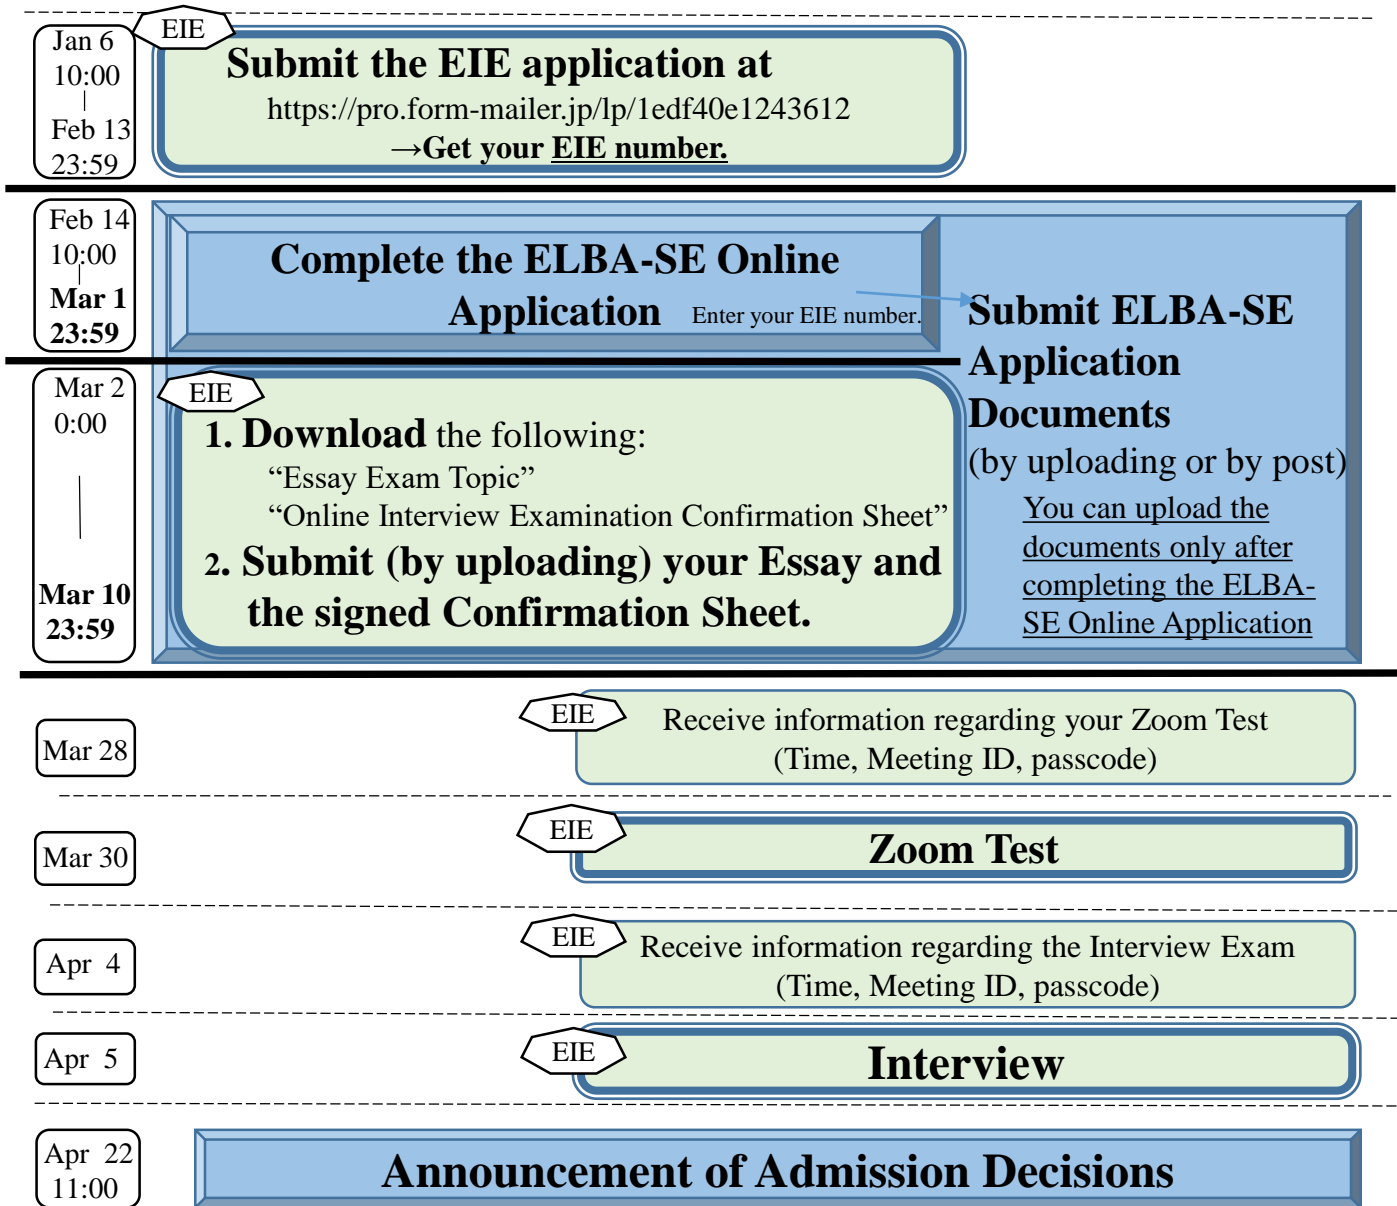 Jan 6
10:00
Feb 13
23:59
EIE
Submit the EIE application at
https://pro.form-mailer.jp/lp/1edf40e1243612
→Get your EIE number.
Feb 14
10:00
Mar 1
23:59
Complete the ELBA-SE Online
Application Enter your EIE number.
Submit ELBA-SE
Application
Documents
(by uploading or by post)
You can upload the
documents only after
completing the ELBA-
SE Online Application
Mar 2
0:00
Mar 10
23:59
EIE
1. Download the following:
“Essay Exam Topic”
“Online Interview Examination Confirmation Sheet”
2. Submit (by uploading) your Essay and
the signed Confirmation Sheet.
Mar 28
EIE
Receive information regarding your Zoom Test
(Time, Meeting ID, passcode)
Mar 30
EIE
Zoom Test
Apr 4
EIE
Receive information regarding the Interview Exam
(Time, Meeting ID, passcode)
Apr 5
EIE
Interview
Apr 22
11:00
Announcement of Admission Decisions